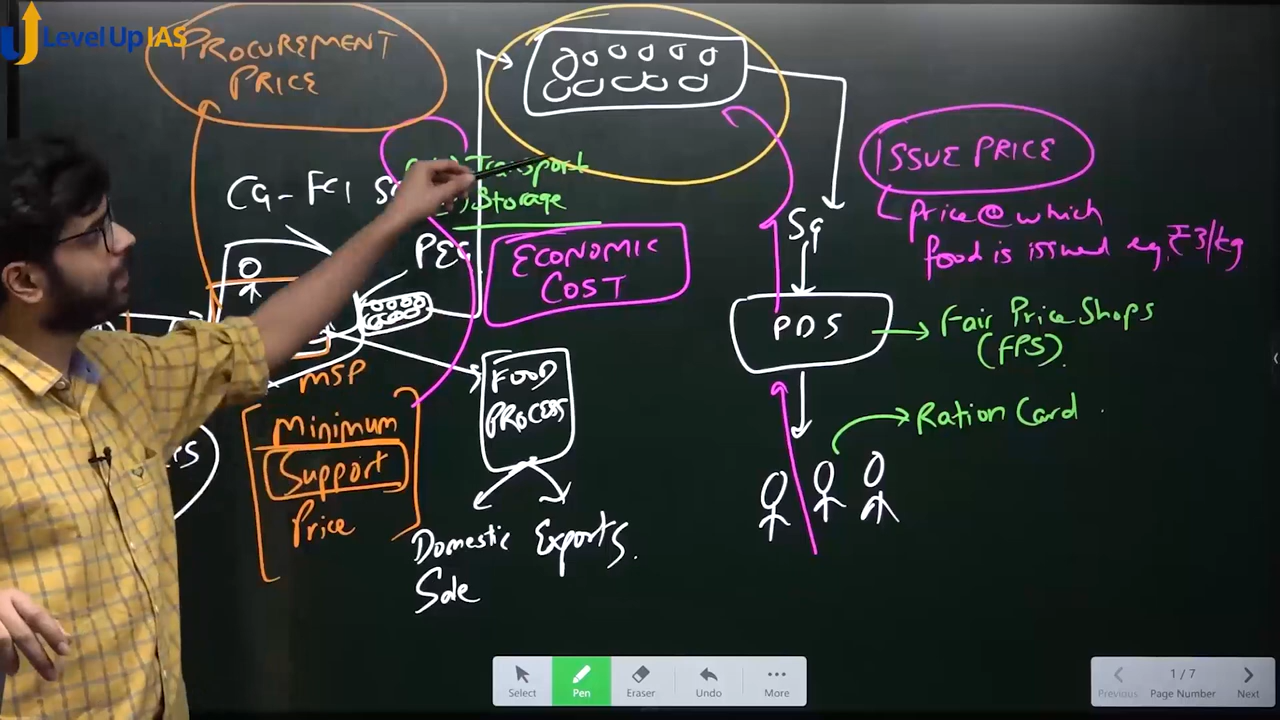 LevelUp IAS
PROCUREMENT
PRICE
ISSUE PRICE
Price @ which
food is issued eg. ₹3/kg
CG - FCI
Transport
Storage
PEG
ECONOMIC
COST
SG
PDS
Fair Price Shops
(FPS).
Ration Card
MSP
Minimum
Support
Price
FOOD
PROCESS
Domestic
Sale
Exports.
Select
Pen
Eraser
Undo
More
1 / 7
Previous
Page Number
Next